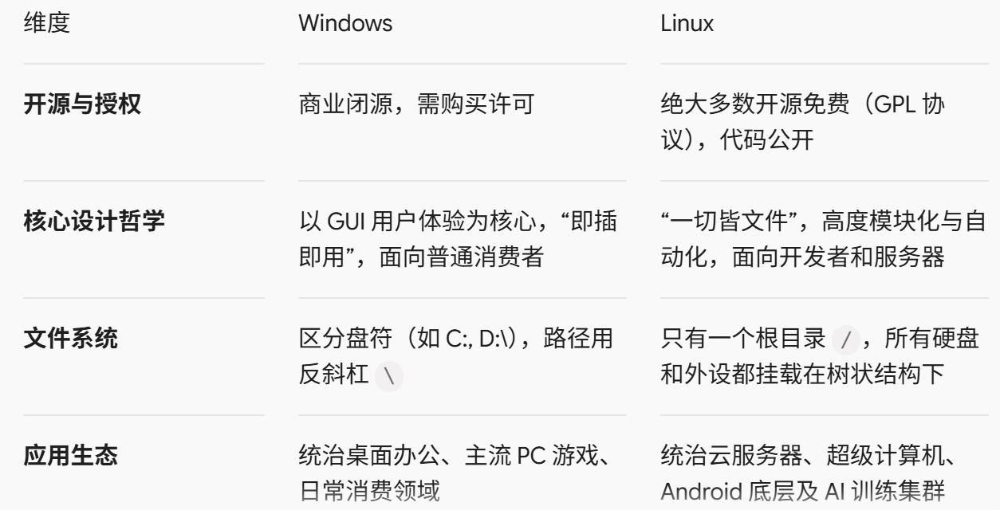 维度 Windows Linux
开源与授权 商业闭源，需购买许可 绝大多数开源免费（GPL 协
议），代码公开
核心设计哲学 以 GUI 用户体验为核心，“即插 “一切皆文件”，高度模块化与自
即用”，面向普通消费者 动化，面向开发者和服务器
文件系统 区分盘符（如 C:, D:\），路径用 只有一个根目录 /，所有硬盘
反斜杠 \ 和外设都挂载在树状结构下
应用生态 统治桌面办公、主流 PC 游戏、 统治云服务器、超级计算机、
日常消费领域 Android 底层及 AI 训练集群